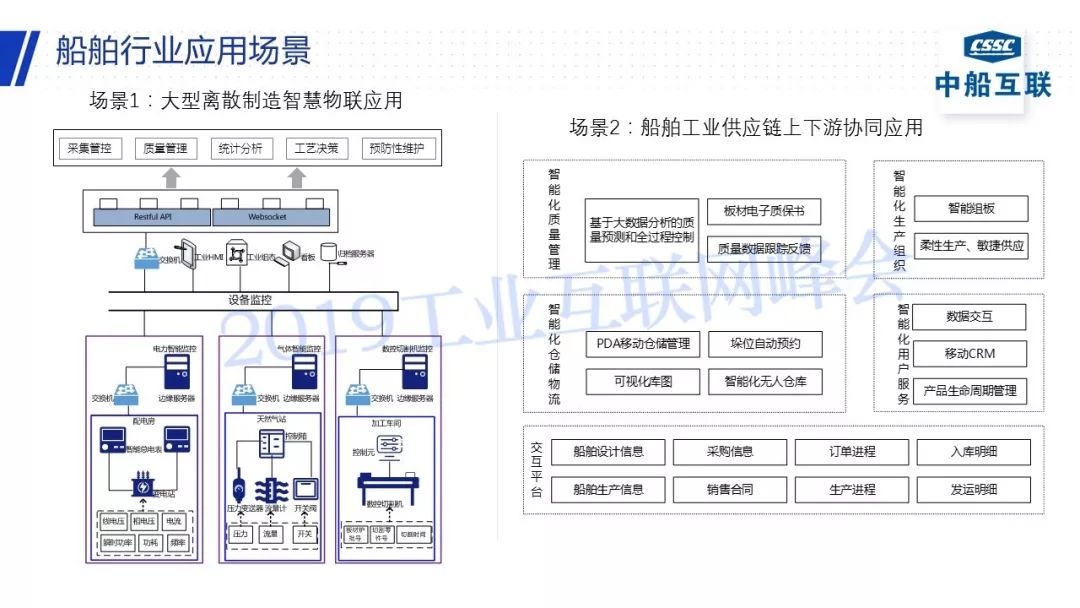 船舶行业应用场景
CSSC
中船互联
场景1：大型离散制造智慧物联应用
采集管控
质量管理
统计分析
工艺决策
预防性维护
Restful API
Websocket
交换机
工业HMI
工业组态
看板
归档服务器
设备监控
电力智能监控
交换机
边缘服务器
配电房
智能总电表
变电站
线电压
相电压
电流
瞬时功率
功耗
频率
气体智能监控
交换机
边缘服务器
天然气站
控制箱
压力变送器
流量计
开关阀
压力
流量
开关
数控切割机监控
交换机
边缘服务器
加工车间
控制元
数控切割机
板材炉
批号
切割零
件号
切割时间
场景2：船舶工业供应链上下游协同应用
智能化质量管理
基于大数据分析的质
量预测和全过程控制
板材电子质保书
质量数据跟踪反馈
智能化生产组织
智能组板
柔性生产、敏捷供应
智能化仓储物流
PDA移动仓储管理
垛位自动预约
可视化库图
智能化无人仓库
智能化用户服务
数据交互
移动CRM
产品生命周期管理
交互平台
船舶设计信息
采购信息
订单进程
入库明细
船舶生产信息
销售合同
生产进程
发运明细
2019工业互联网峰会